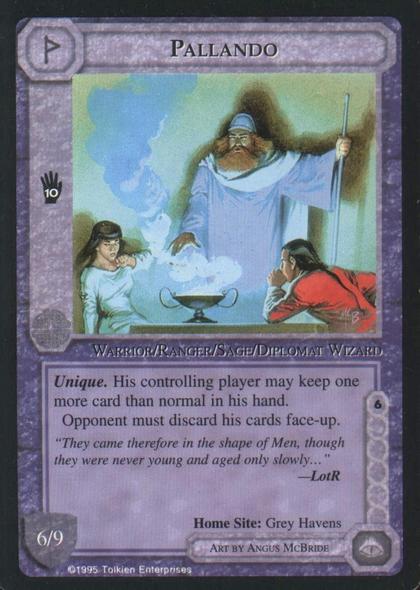 PALLANDO
10
WARRIOR/RANGER/SAGE/DIPLOMAT WIZARD
Unique. His controlling player may keep one
more card than normal in his hand.
Opponent must discard his cards face-up.
6
"They came therefore in the shape of Men, though
they were never young and aged only slowly…"
—LotR
Home Site: Grey Havens
6/9
ART BY ANGUS MCBRIDE
©1995 Tolkien Enterprises